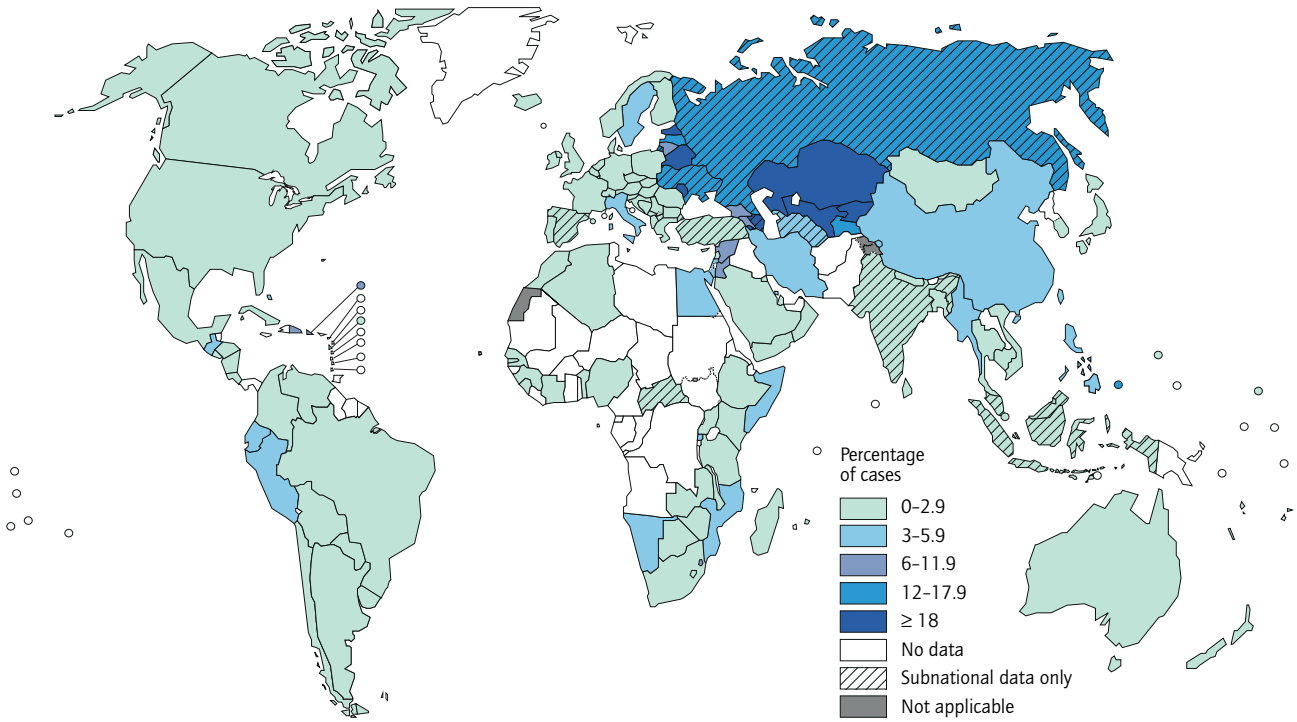 Percentage
of cases
0–2.9
3–5.9
6–11.9
12–17.9
≥ 18
No data
Subnational data only
Not applicable